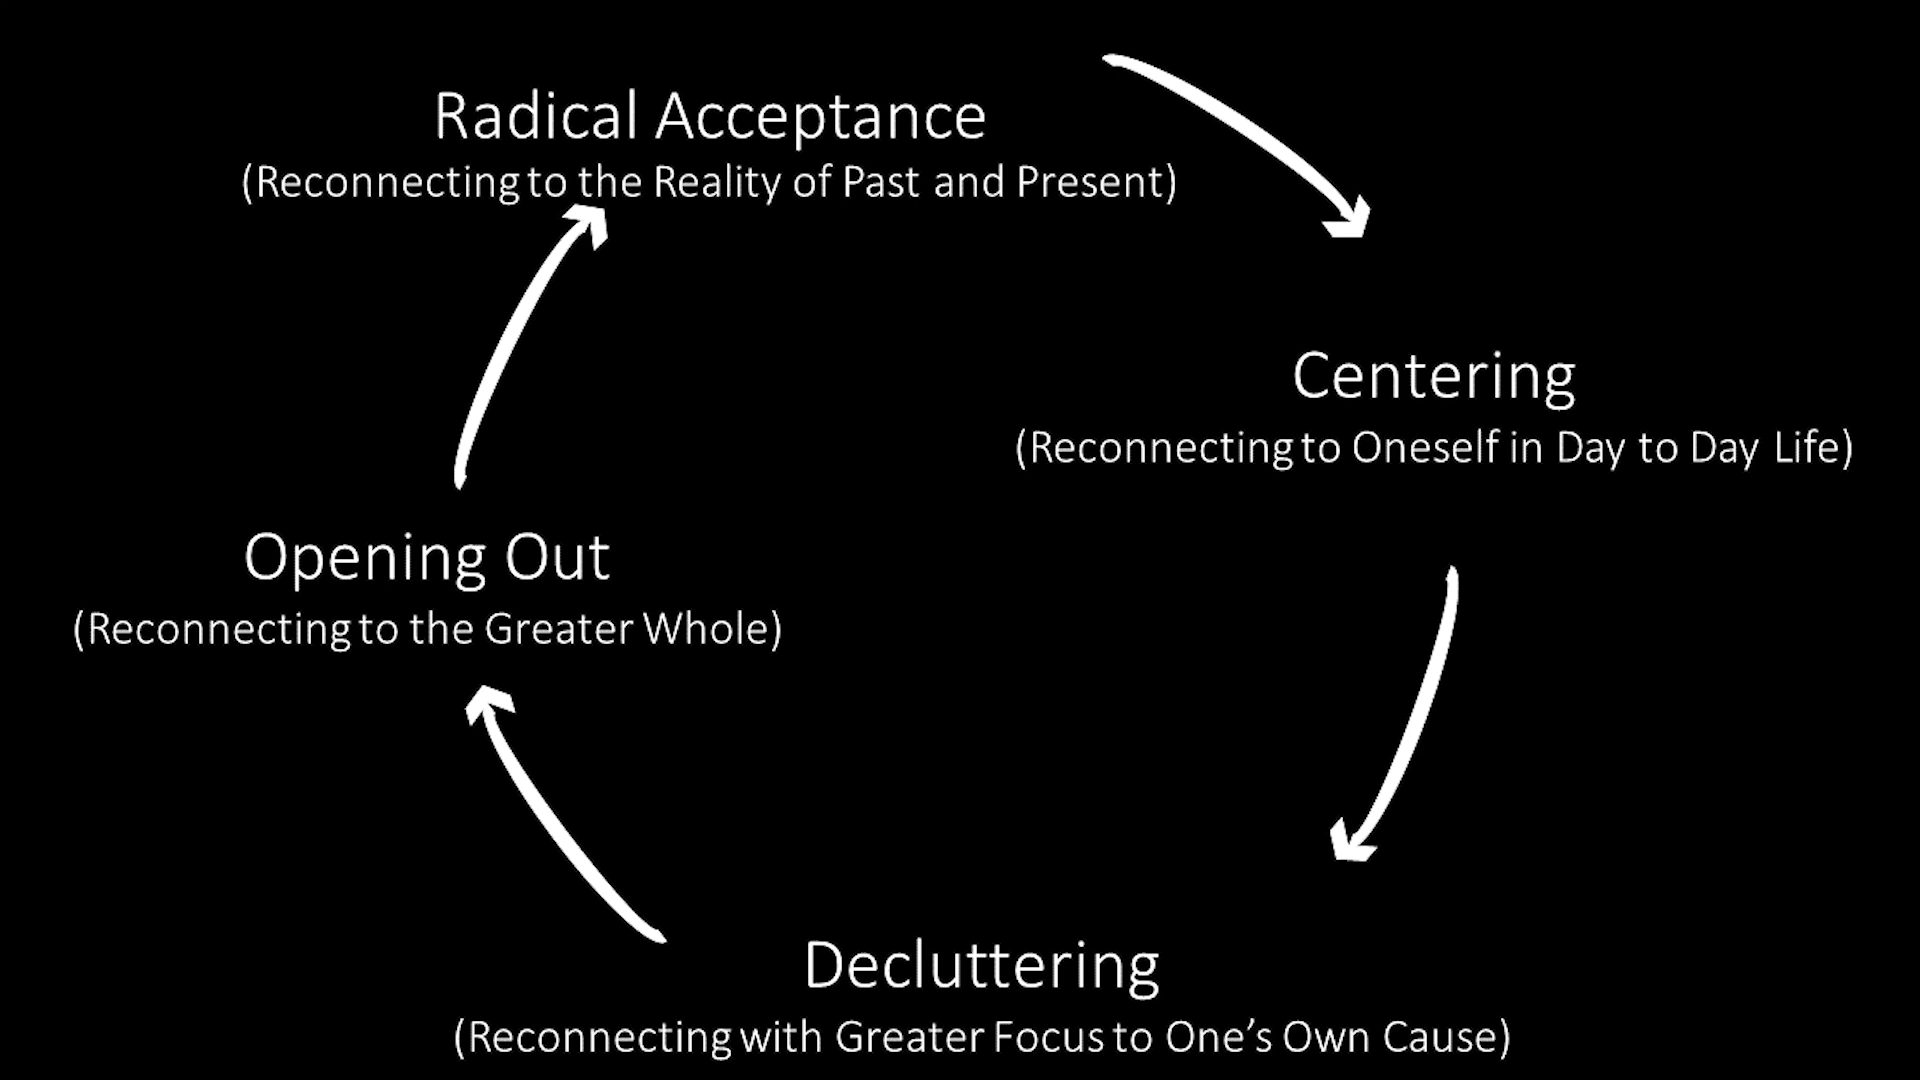 Radical Acceptance
(Reconnecting to the Reality of Past and Present)
Centering
(Reconnecting to Oneself in Day to Day Life)
Opening Out
(Reconnecting to the Greater Whole)
Decluttering
(Reconnecting with Greater Focus to One’s Own Cause)